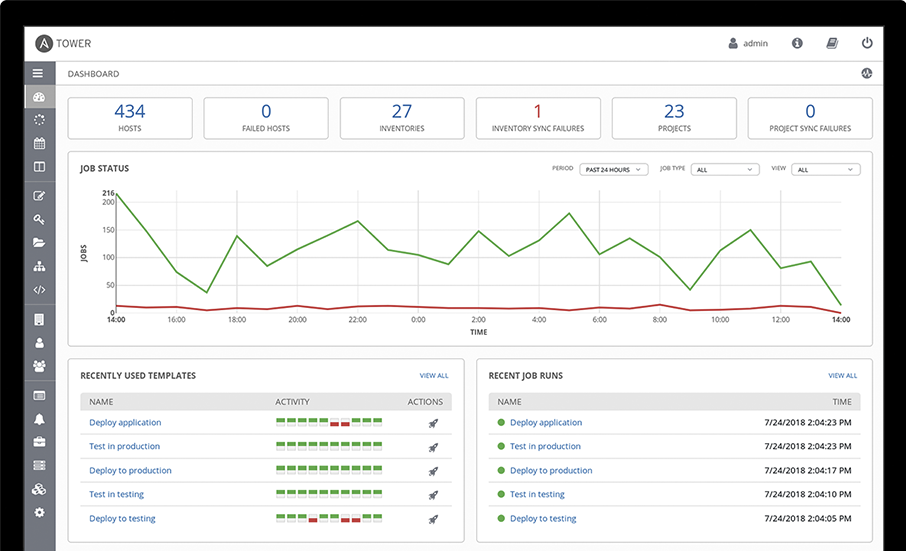 A TOWER admin
DASHBOARD
434 0 27 1 23 0
HOSTS FAILED HOSTS INVENTORIES INVENTORY SYNC FAILURES PROJECTS PROJECT SYNC FAILURES
JOB STATUS PERIOD PAST 24 HOURS JOB TYPE ALL VIEW ALL
216
200
150
100
50
0
JOBS
14:00 16:00 18:00 20:00 22:00 0:00 2:00 4:00 6:00 8:00 10:00 12:00 14:00
TIME
RECENTLY USED TEMPLATES VIEW ALL
NAME ACTIVITY ACTIONS
Deploy application
Test in production
Deploy to production
Test in testing
Deploy to testing
RECENT JOB RUNS VIEW ALL
NAME TIME
Deploy application 7/24/2018 2:04:23 PM
Test in production 7/24/2018 2:04:23 PM
Deploy to production 7/24/2018 2:04:17 PM
Test in testing 7/24/2018 2:04:10 PM
Deploy to testing 7/24/2018 2:04:05 PM